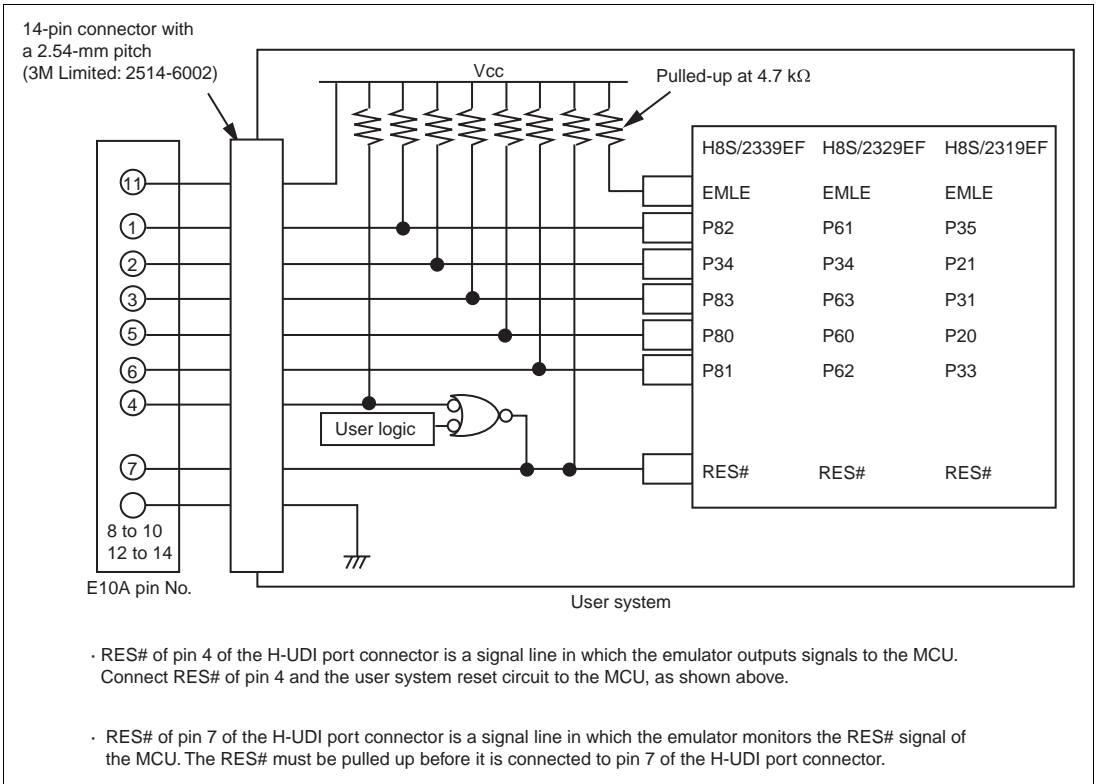 14-pin connector with
a 2.54-mm pitch
(3M Limited: 2514-6002)
Vcc
Pulled-up at 4.7 kΩ
H8S/2339EF H8S/2329EF H8S/2319EF
11
EMLE EMLE EMLE
1
P82 P61 P35
2
P34 P34 P21
3
P83 P63 P31
5
P80 P60 P20
6
P81 P62 P33
4
User logic
7
RES# RES# RES#
8 to 10
12 to 14
E10A pin No.
User system
· RES# of pin 4 of the H-UDI port connector is a signal line in which the emulator outputs signals to the MCU.
Connect RES# of pin 4 and the user system reset circuit to the MCU, as shown above.
· RES# of pin 7 of the H-UDI port connector is a signal line in which the emulator monitors the RES# signal of
the MCU. The RES# must be pulled up before it is connected to pin 7 of the H-UDI port connector.